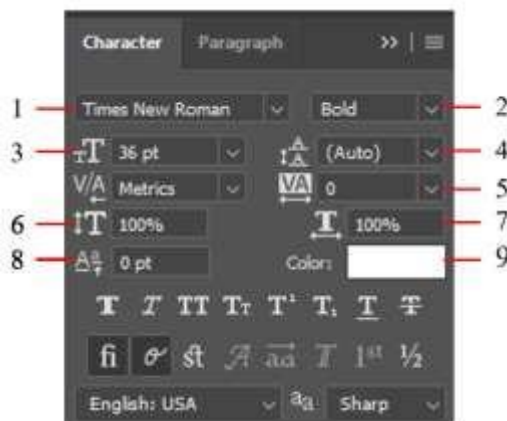 Character Paragraph
1 Times New Roman Bold 2
3 36 pt (Auto) 4
V/A Metrics VA 0 5
6 T 100% T 100% 7
8 0 pt Color: 9
T T TT Tт T¹ T₁ T T
fi st A ad T 1st ½
English: USA aa Sharp